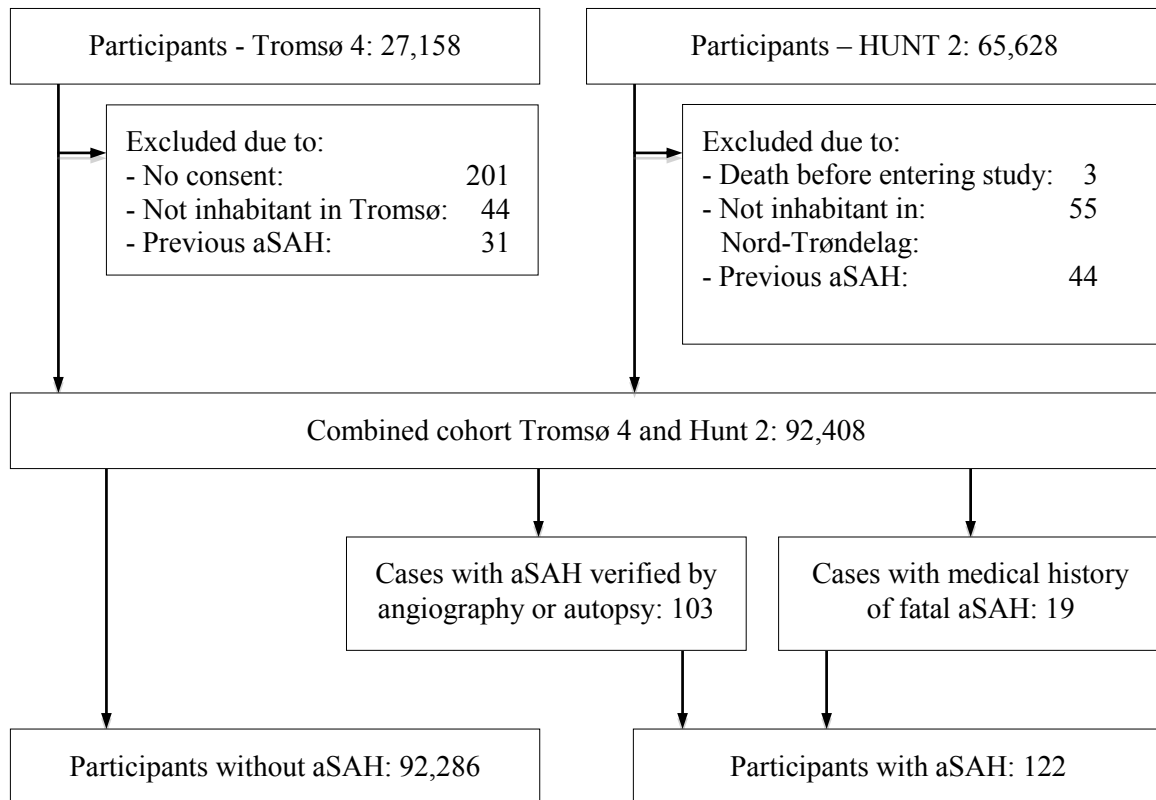 Participants - Tromsø 4: 27,158
Participants – HUNT 2: 65,628
Excluded due to:
- No consent: 201
- Not inhabitant in Tromsø: 44
- Previous aSAH: 31
Excluded due to:
- Death before entering study: 3
- Not inhabitant in: 55
Nord-Trøndelag:
- Previous aSAH: 44
Combined cohort Tromsø 4 and Hunt 2: 92,408
Cases with aSAH verified by
angiography or autopsy: 103
Cases with medical history
of fatal aSAH: 19
Participants without aSAH: 92,286
Participants with aSAH: 122